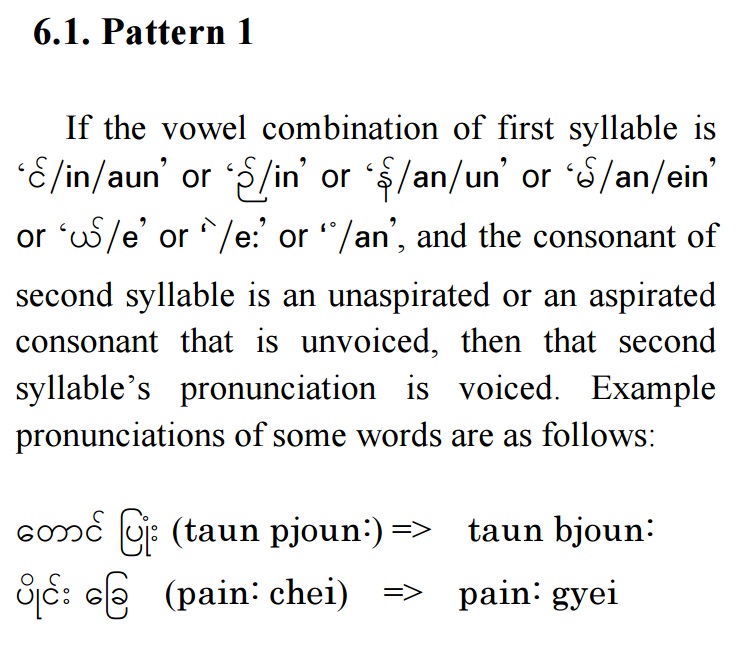 6.1. Pattern 1
If the vowel combination of first syllable is
‘င်/in/aun’ or ‘ဉ်/in’ or ‘န်/an/un’ or ‘မ်/an/ein’
or ‘ယ်/e’ or ‘ဲ/e:’ or ‘ံ/an’, and the consonant of
second syllable is an unaspirated or an aspirated
consonant that is unvoiced, then that second
syllable’s pronunciation is voiced. Example
pronunciations of some words are as follows:
တောင် ပြုံး (taun pjoun:) => taun bjoun:
ပိုင်း ခြေ (pain: chei) => pain: gyei